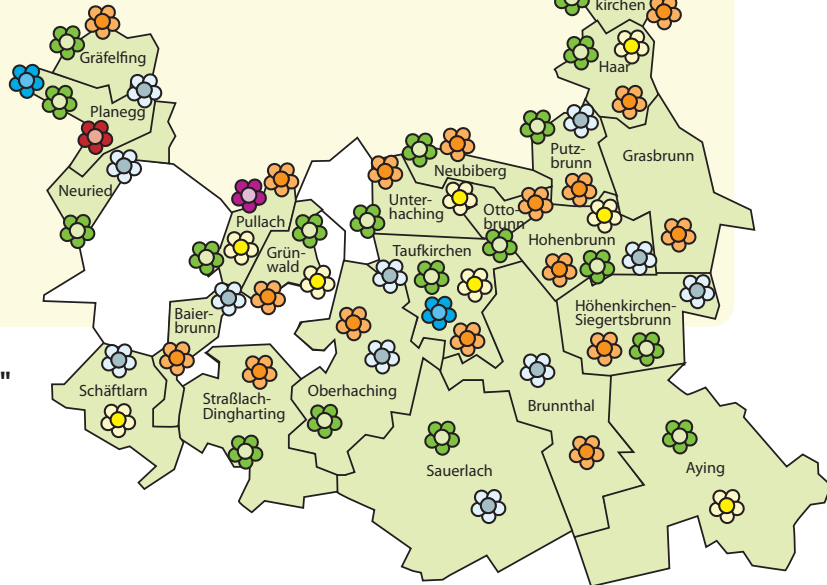 kirchen
Gräfelfing
Haar
Planegg
Putz-
brunn
Grasbrunn
Neubiberg
Neuried
Unter-
haching
Otto-
brunn
Pullach
Hohenbrunn
Taufkirchen
Grün-
wald
Baier-
brunn
Höhenkirchen-
Siegertsbrunn
"
Schäftlarn
Straßlach-
Dingharting
Oberhaching
Brunnthal
Sauerlach
Aying